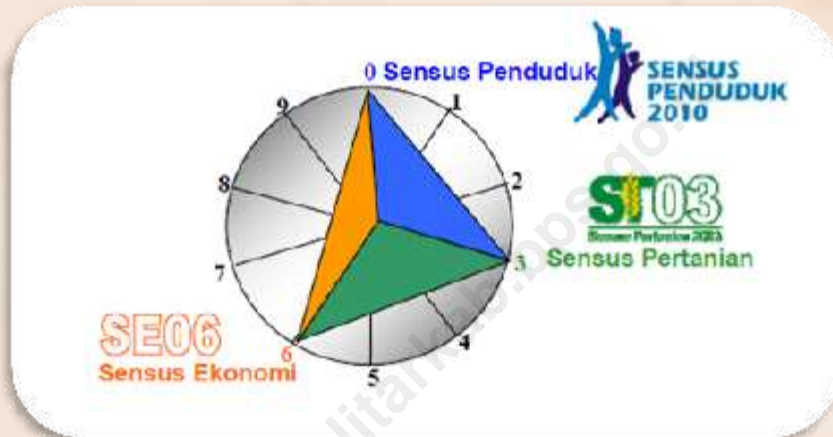 0 Sensus Penduduk
SENSUS
PENDUDUK
2010
9
1
8
2
ST03
Sensus Pertanian
3
7
SE06
Sensus Ekonomi
6
4
5